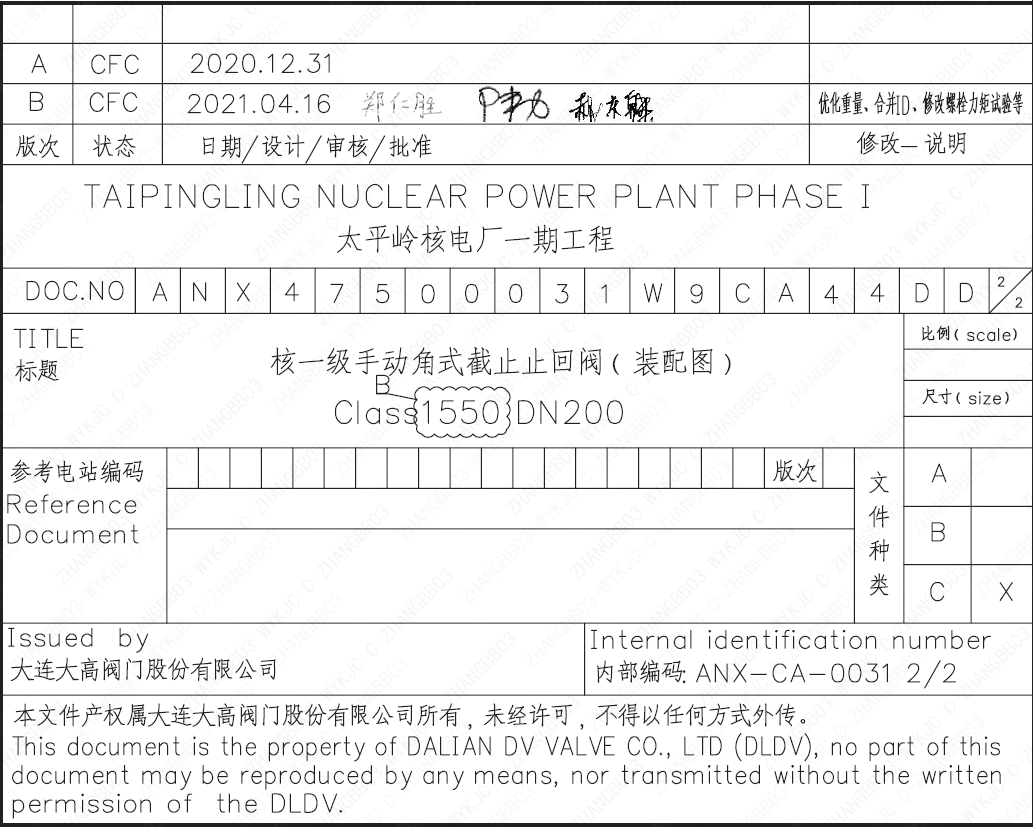 A CFC 2020.12.31
B CFC 2021.04.16 郑仁胜 优化重量、合并ID、修改螺栓力矩试验等
版次 状态 日期/设计/审核/批准 修改— 说明
TAIPINGLING NUCLEAR POWER PLANT PHASE I
太平岭核电厂一期工程
DOC.NO A N X 4 7 5 0 0 0 3 1 W 9 C A 4 4 D D 2/2
TITLE
标题
核一级手动角式截止止回阀( 装配图 )
B
Class1550 DN200
比例( scale)
尺寸( size)
参考电站编码
Reference
Document
版次
文件种类
A
B
C X
Issued by
大连大高阀门股份有限公司
Internal identification number
内部编码: ANX-CA-0031 2/2
本文件产权属大连大高阀门股份有限公司所有，未经许可，不得以任何方式外传。
This document is the property of DALIAN DV VALVE CO., LTD (DLDV), no part of this
document may be reproduced by any means, nor transmitted without the written
permission of the DLDV.